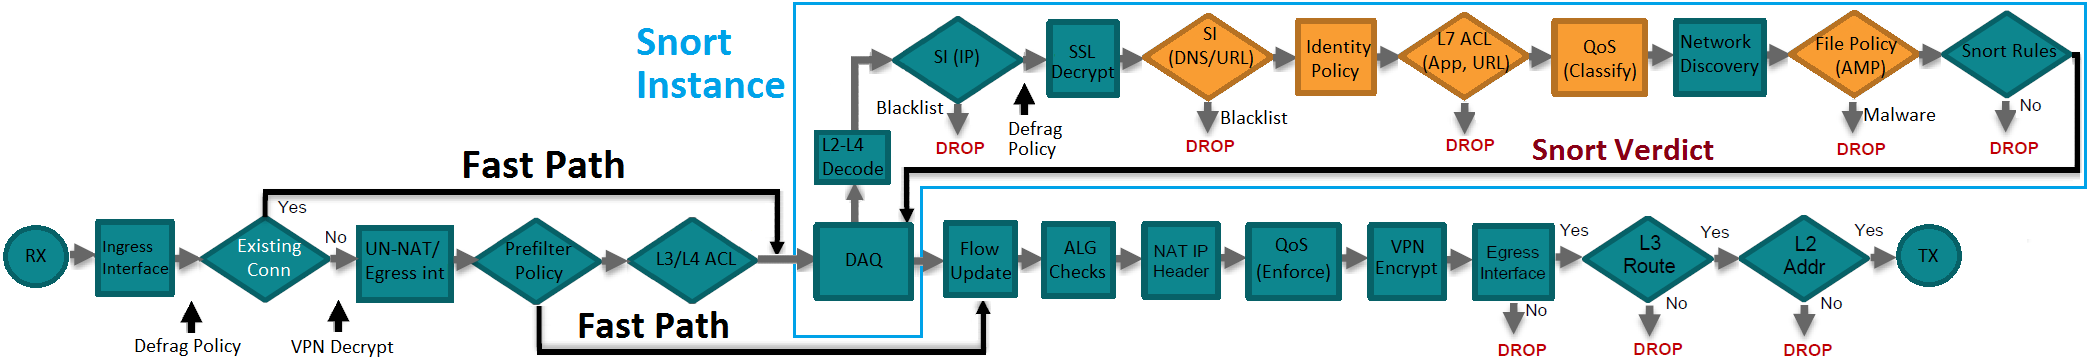 Snort
Instance
SI (IP)
Blacklist
DROP
Defrag
Policy
SSL
Decrypt
SI
(DNS/URL)
Blacklist
DROP
Identity
Policy
L7 ACL
(App, URL)
DROP
QoS
(Classify)
Network
Discovery
File Policy
(AMP)
Malware
DROP
Snort Rules
No
DROP
Snort Verdict
L2-L4
Decode
Fast Path
RX
Ingress
Interface
Defrag Policy
Existing
Conn
Yes
No
VPN Decrypt
UN-NAT/
Egress int
Prefilter
Policy
Fast Path
L3/L4 ACL
DAQ
Flow
Update
ALG
Checks
NAT IP
Header
QoS
(Enforce)
VPN
Encrypt
Egress
Interface
Yes
No
DROP
L3
Route
Yes
No
DROP
L2
Addr
Yes
No
DROP
TX